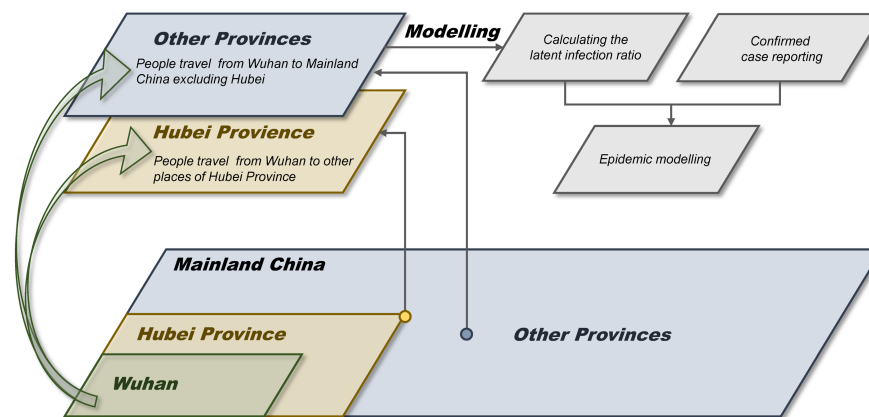 Other Provinces
People travel from Wuhan to Mainland
China excluding Hubei
Modelling
Calculating the
latent infection ratio
Confirmed
case reporting
Hubei Provience
People travel from Wuhan to other
places of Hubei Province
Epidemic modelling
Mainland China
Hubei Province
Other Provinces
Wuhan